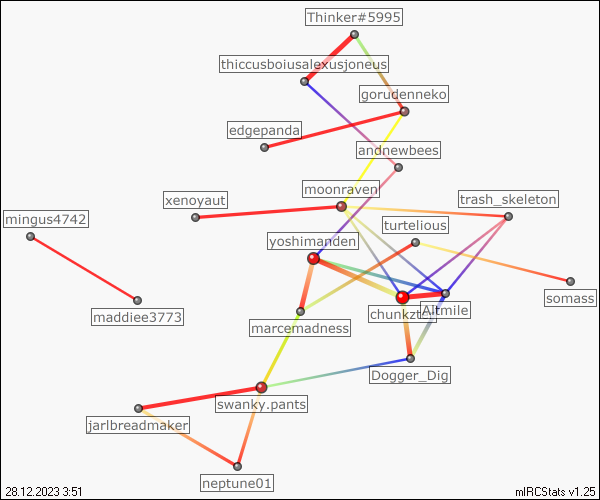 Thinker#5995
thiccusboiusalexusjoneus
gorudenneko
edgepanda
andnewbees
moonraven
xenoyaut
trash_skeleton
mingus4742
turtelious
yoshimanden
somass
maddiee3773
Altmile
marcemadness
Dogger_Dig
swanky.pants
jarlbreadmaker
neptune01
28.12.2023 3:51
mIRCStats v1.25